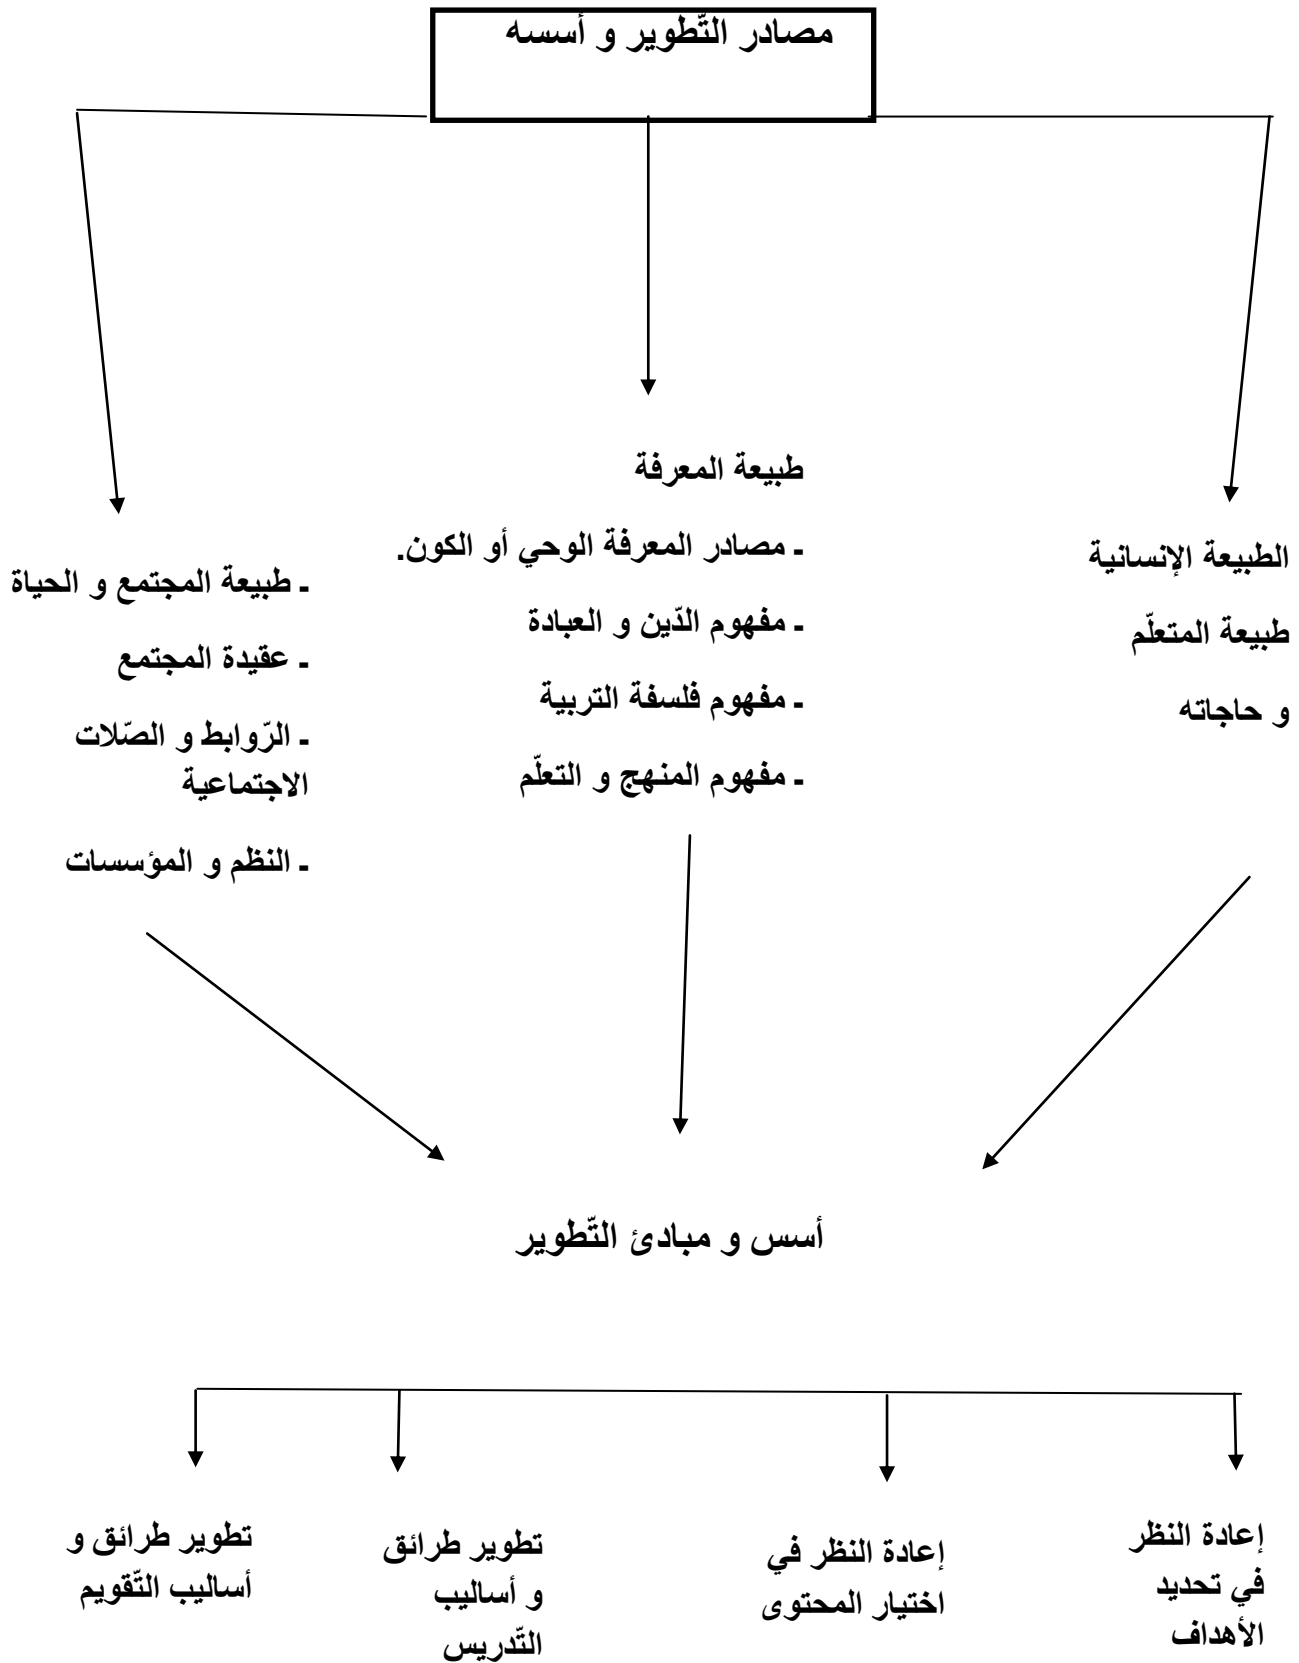 مصادر التّطوير و أسسه
الطبيعة الإنسانية
طبيعة المتعلّم
و حاجاته
طبيعة المعرفة
ـ مصادر المعرفة الوحي أو الكون.
ـ مفهوم الدّين و العبادة
ـ مفهوم فلسفة التربية
ـ مفهوم المنهج و التعلّم
ـ طبيعة المجتمع و الحياة
ـ عقيدة المجتمع
ـ الرّوابط و الصّلات
الاجتماعية
ـ النظم و المؤسسات
أسس و مبادئ التّطوير
إعادة النظر
في تحديد
الأهداف
إعادة النظر في
اختيار المحتوى
تطوير طرائق
و أساليب
التّدريس
تطوير طرائق و
أساليب التّقويم